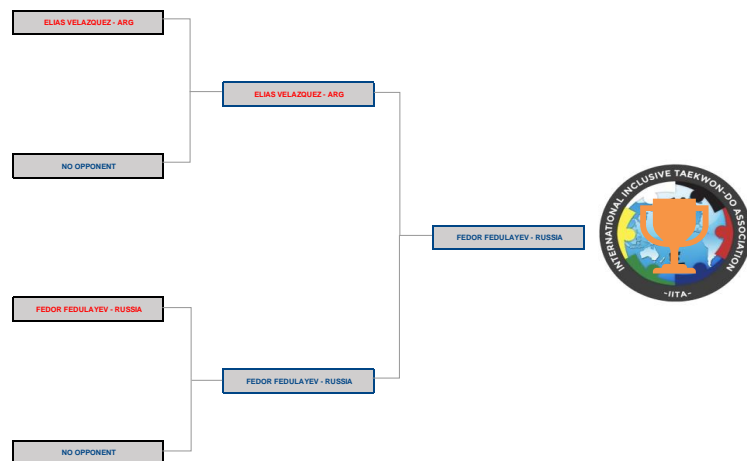 ELIAS VELAZQUEZ - ARG
ELIAS VELAZQUEZ - ARG
NO OPPONENT
FEDOR FEDULAYEV - RUSSIA
INTERNATIONAL INCLUSIVE TAEKWON-DO ASSOCIATION
-IITA-
FEDOR FEDULAYEV - RUSSIA
FEDOR FEDULAYEV - RUSSIA
NO OPPONENT